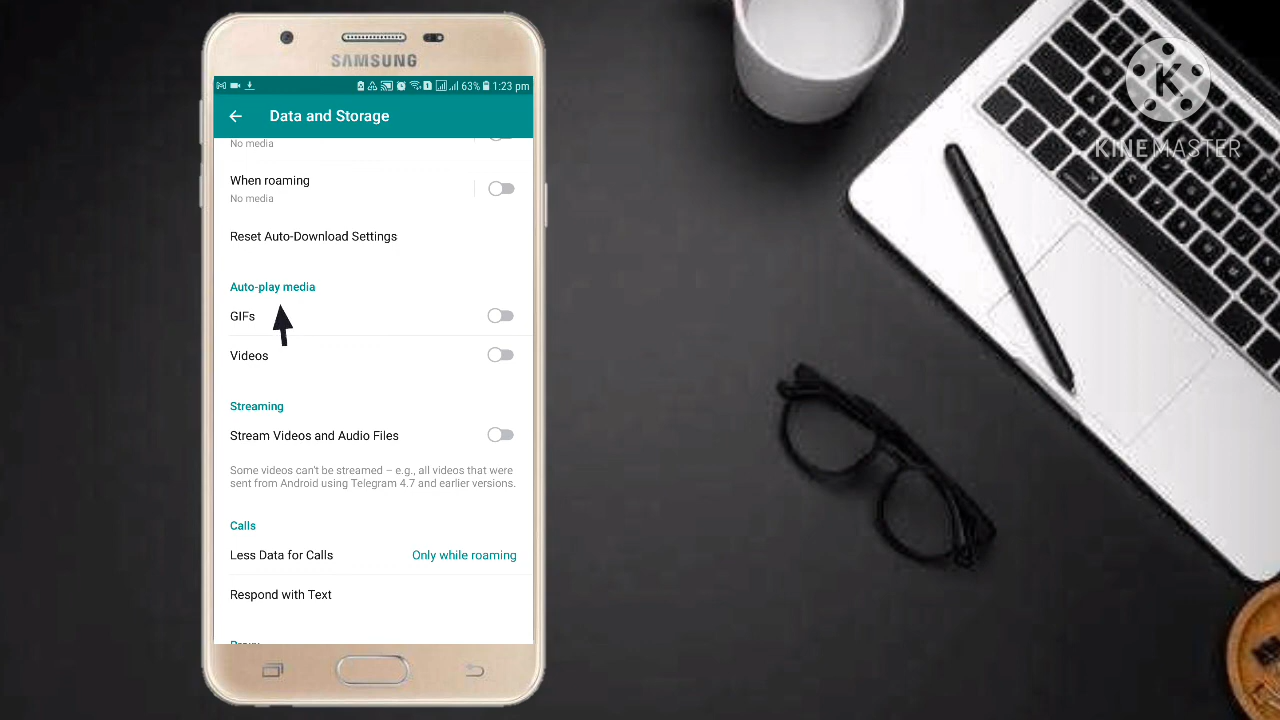 SAMSUNG
63% 1:23 pm
Data and Storage
No media
When roaming
No media
Reset Auto-Download Settings
Auto-play media
GIFs
Videos
Streaming
Stream Videos and Audio Files
Some videos can't be streamed – e.g., all videos that were
sent from Android using Telegram 4.7 and earlier versions.
Calls
Less Data for Calls
Only while roaming
Respond with Text
K
KINEMASTER